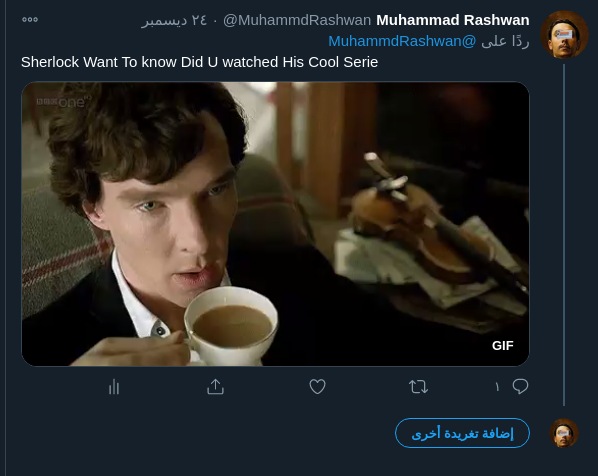 Muhammad Rashwan @MuhammdRashwan · ٢٤ ديسمبر
ردًا على @MuhammdRashwan
Sherlock Want To know Did U watched His Cool Serie
BBC one HD
GIF
١
إضافة تغريدة أخرى